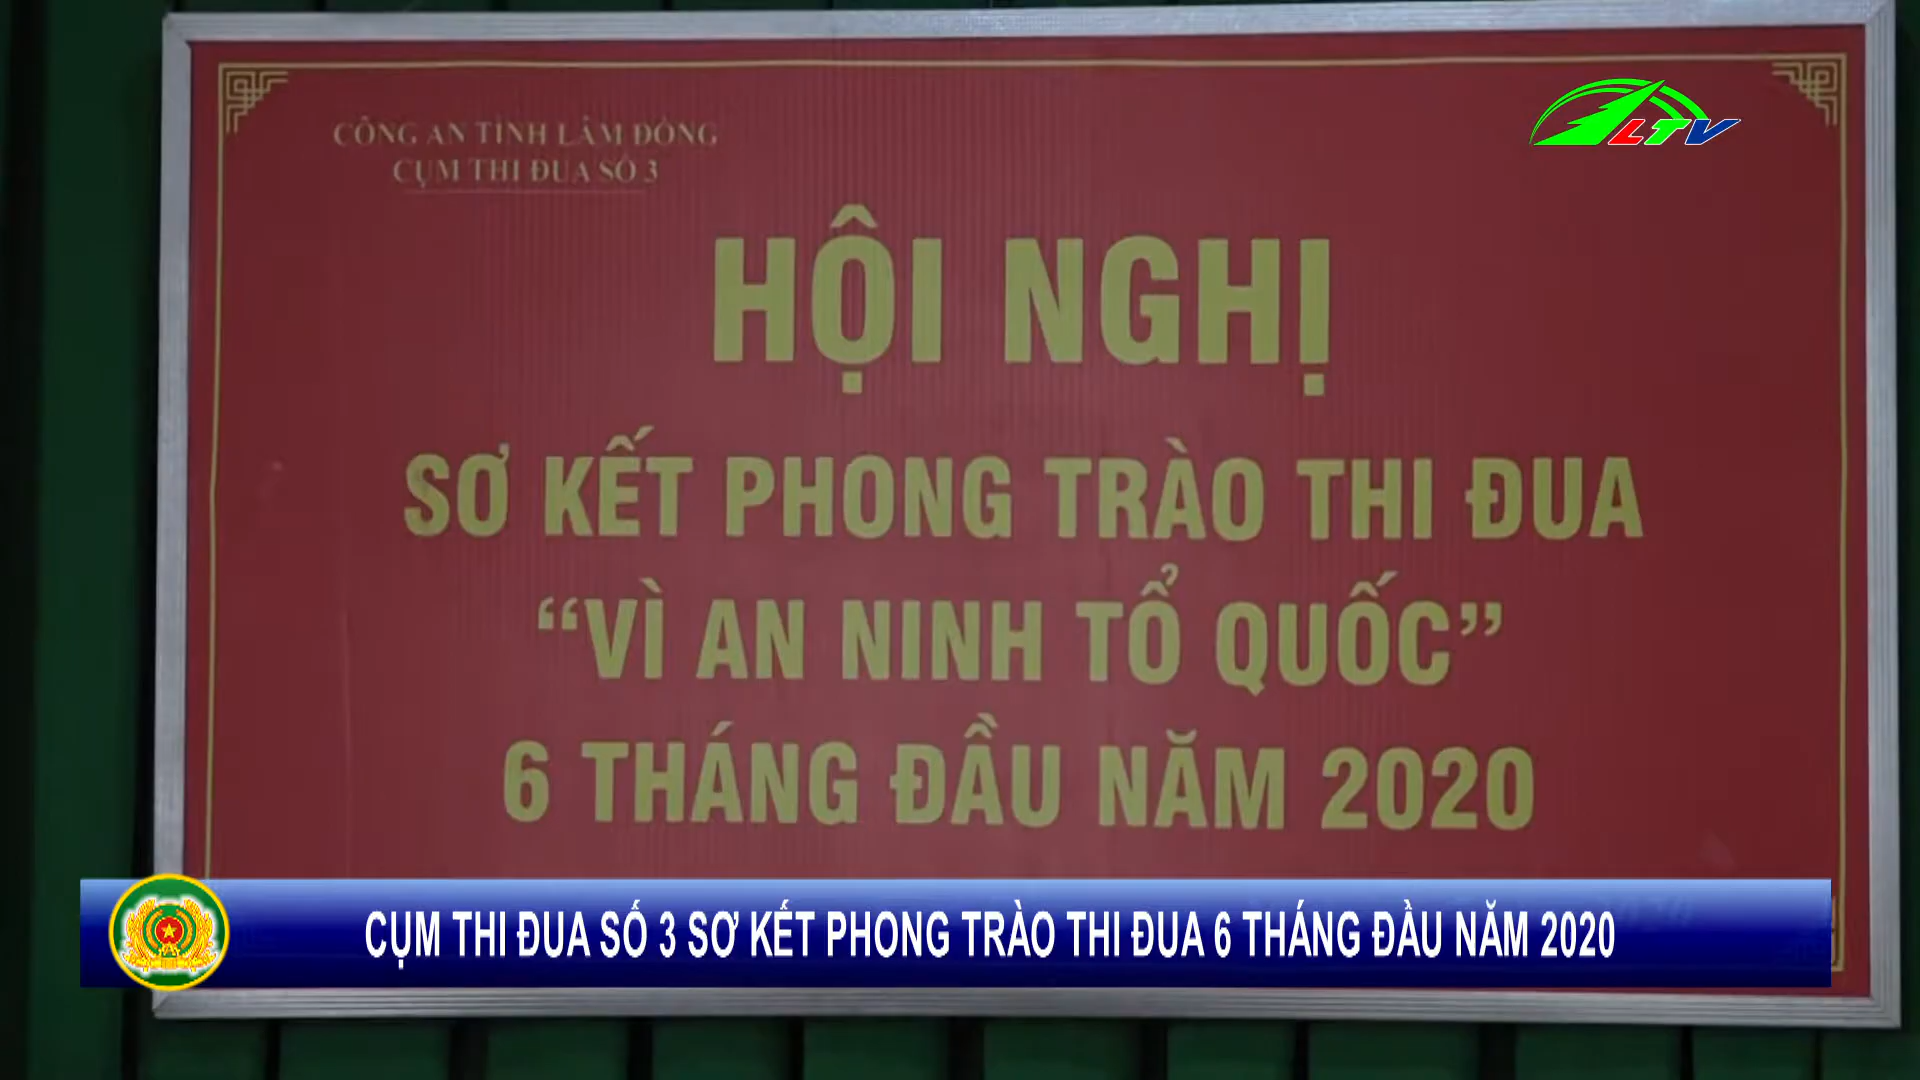 CÔNG AN TỈNH LÂM ĐỒNG
CỤM THI ĐUA SỐ 3
LTV
HỘI NGHỊ
SƠ KẾT PHONG TRÀO THI ĐUA
“VÌ AN NINH TỔ QUỐC”
6 THÁNG ĐẦU NĂM 2020
CỤM THI ĐUA SỐ 3 SƠ KẾT PHONG TRÀO THI ĐUA 6 THÁNG ĐẦU NĂM 2020